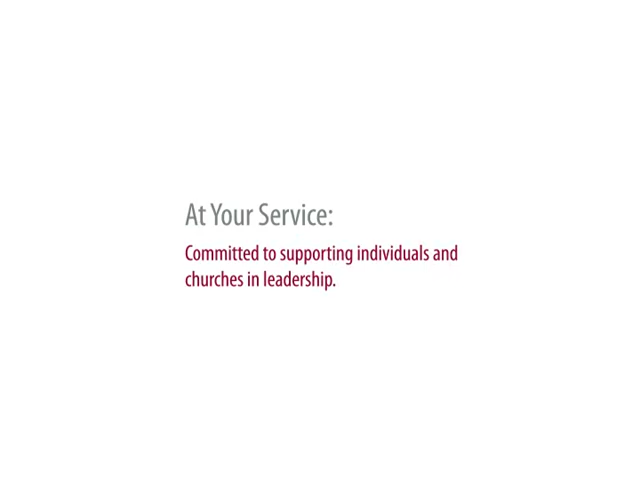 At Your Service:
Committed to supporting individuals and
churches in leadership.